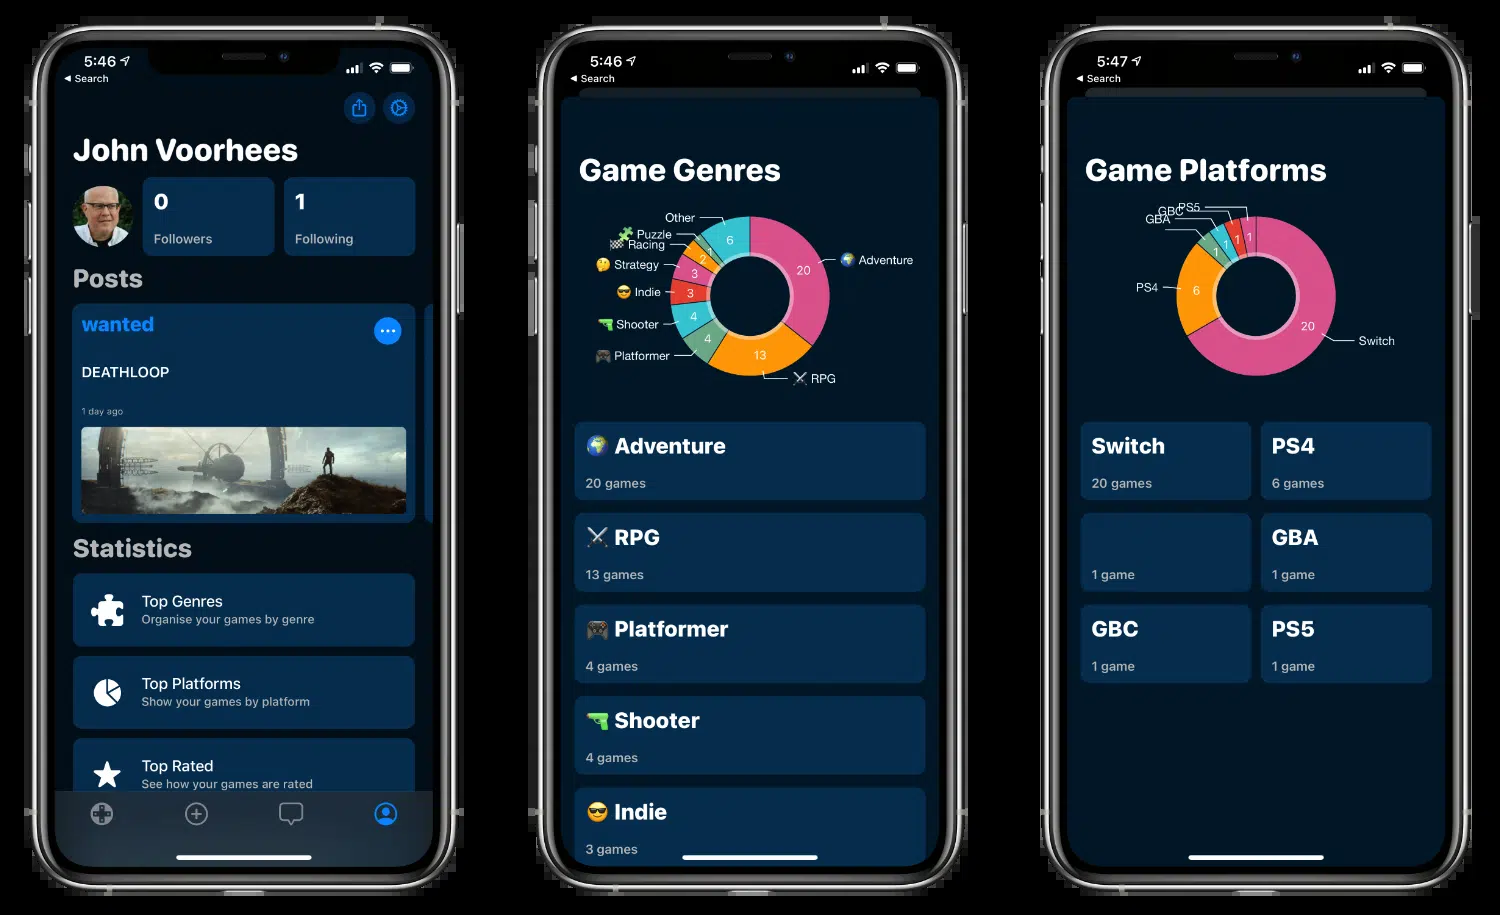 5:46
◀ Search
John Voorhees
0
Followers
1
Following
Posts
wanted
DEATHLOOP
1 day ago
Statistics
Top Genres
Organise your games by genre
Top Platforms
Show your games by platform
Top Rated
See how your games are rated
5:46
◀ Search
Game Genres
Other
Puzzle
Racing
Strategy
Indie
Shooter
Platformer
RPG
Adventure
6
1
2
3
3
4
4
13
20
Adventure
20 games
RPG
13 games
Platformer
4 games
Shooter
4 games
Indie
3 games
5:47
◀ Search
Game Platforms
PS5
GBC
GBA
PS4
Switch
1
1
1
1
6
20
Switch
20 games
PS4
6 games
1 game
GBA
1 game
GBC
1 game
PS5
1 game